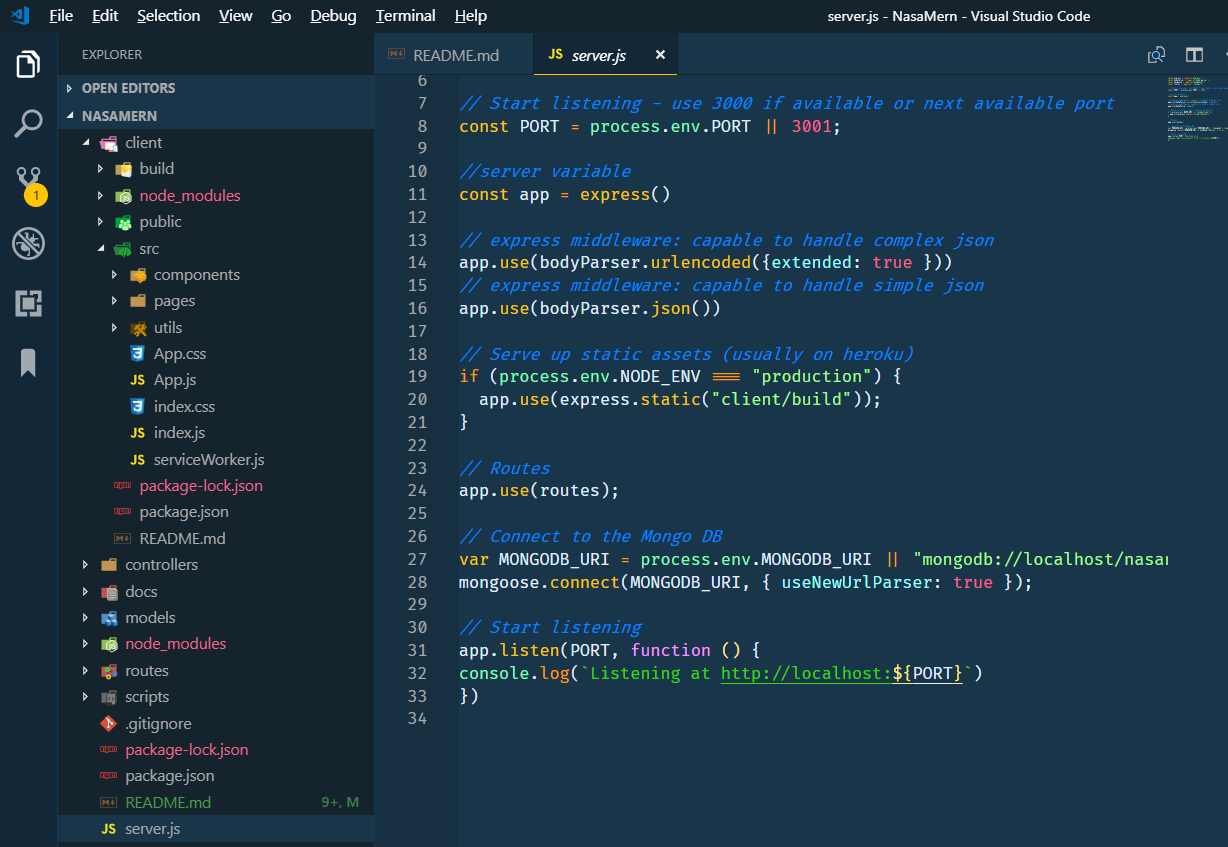 File Edit Selection View Go Debug Terminal Help
server.js - NasaMern - Visual Studio Code
EXPLORER
OPEN EDITORS
NASAMERN
client
build
node_modules
public
src
components
pages
utils
App.css
JS App.js
index.css
JS index.js
JS serviceWorker.js
package-lock.json
package.json
README.md
controllers
docs
models
node_modules
routes
scripts
.gitignore
package-lock.json
package.json
README.md 9+, M
JS server.js
1
README.md
JS server.js ×
6
7 // Start listening - use 3000 if available or next available port
8 const PORT = process.env.PORT || 3001;
9
10 //server variable
11 const app = express()
12
13 // express middleware: capable to handle complex json
14 app.use(bodyParser.urlencoded({extended: true }))
15 // express middleware: capable to handle simple json
16 app.use(bodyParser.json())
17
18 // Serve up static assets (usually on heroku)
19 if (process.env.NODE_ENV === "production") {
20 app.use(express.static("client/build"));
21 }
22
23 // Routes
24 app.use(routes);
25
26 // Connect to the Mongo DB
27 var MONGODB_URI = process.env.MONGODB_URI || "mongodb://localhost/nasar
28 mongoose.connect(MONGODB_URI, { useNewUrlParser: true });
29
30 // Start listening
31 app.listen(PORT, function () {
32 console.log(`Listening at http://localhost:${PORT}`)
33 })
34